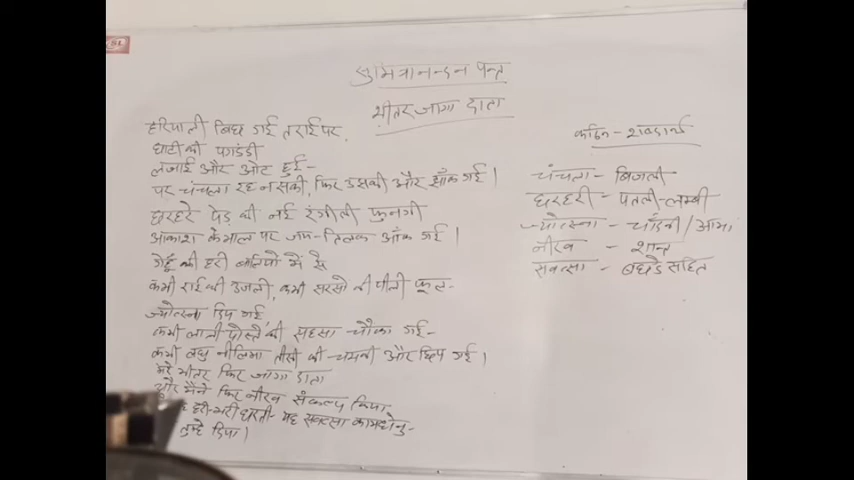 सुमित्रानन्दन पन्त
भीतर जागा दाता
हरियाली बिछ गई तराई पर,
घाटी की पगडंडी
लजाई और ओट हुई-
पर चंचला रह न सकी, फिर उसकी और झाँक गई।
छरहरे पेड़ की नई रंगीली फुनगी
आकाश के भाल पर जय-तिलक आँक गई।
गेहूँ की हरी बालियों में से
कभी राई की उजली, कभी सरसों की पीली फूल-
ज्योत्स्ना दिप गई,
कभी लाली पोस्ते की सहसा चौंका गई-
कभी लघु नीलिमा तीसी की चमकी और छिप गई।
मेरे भीतर फिर जागा दाता
और मैंने फिर नीरव संकल्प किया
हरी-भरी धरती- यह सवत्सा कामधेनु-
तुम्हे दिया।
कठिन-शब्दार्थ
चंचला- बिजली
छरहरी- पतली-लम्बी
ज्योत्स्ना- चाँदनी/आभा
नीरव - शान्त
सवत्सा- बछड़े सहित